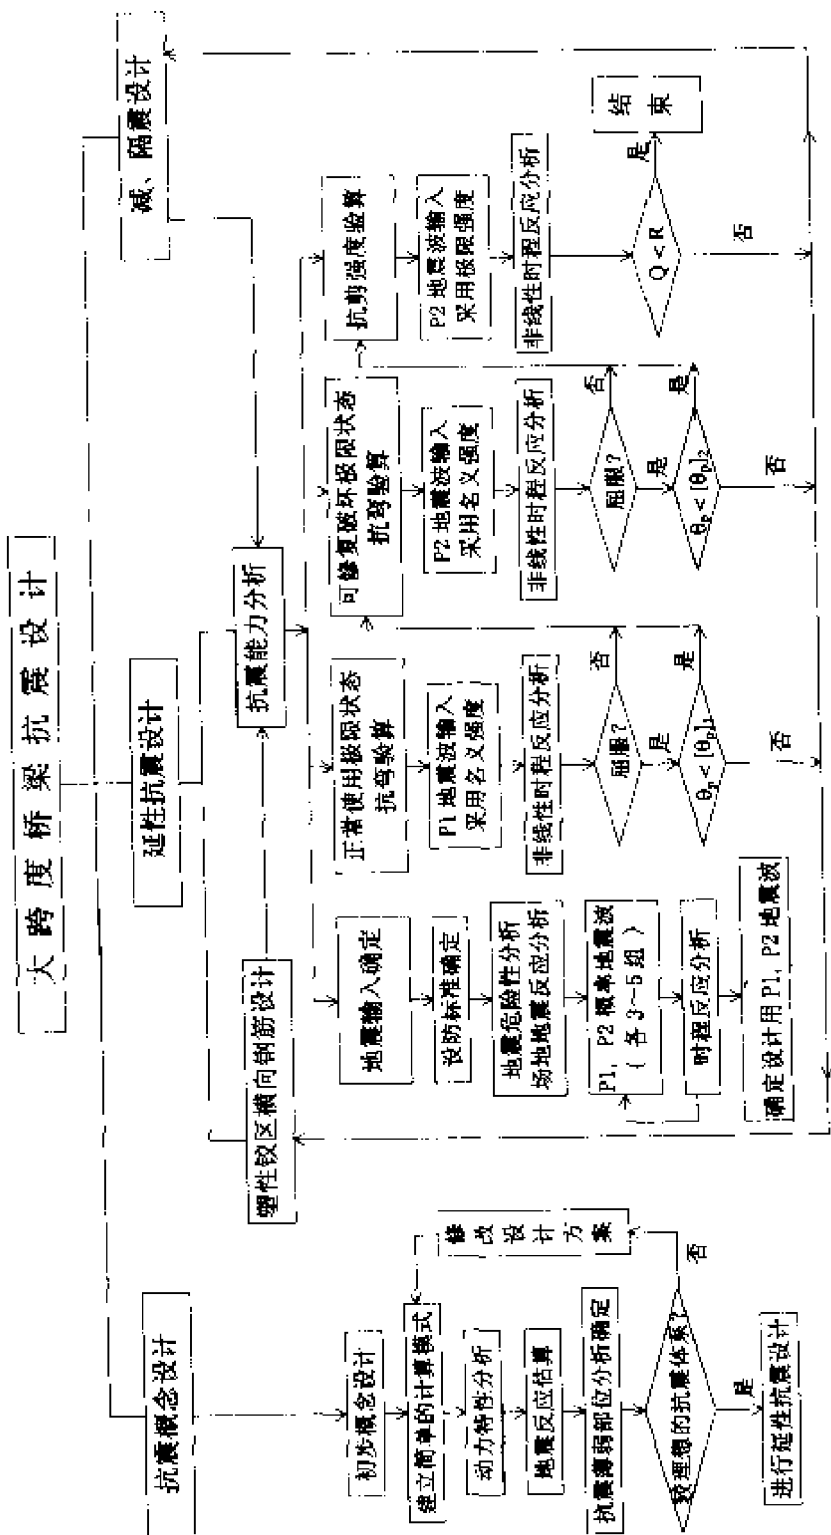 大跨度桥梁抗震设计
抗震概念设计
延性抗震设计
减、隔震设计
塑性铰区横向钢筋设计
抗震能力分析
初步概念设计
建立简单的计算模式
动力特性分析
地震反应估算
抗震薄弱部位分析确定
较理想的抗震体系?
否
修改设计方案
是
进行延性抗震设计
地震输入确定
设防标准确定
地震危险性分析
场地地震反应分析
P1, P2 概率地震波
(各3~5组)
时程反应分析
确定设计用 P1, P2 地震波
正常使用极限状态
抗弯验算
P1 地震波输入
采用名义强度
非线性时程反应分析
屈服?
否
是
θp < [θp]1
是
否
可修复破坏极限状态
抗弯验算
P2 地震波输入
采用名义强度
非线性时程反应分析
屈服?
否
是
θp < [θp]2
是
否
抗剪强度验算
P2 地震波输入
采用极限强度
非线性时程反应分析
Q < R
是
否
结束